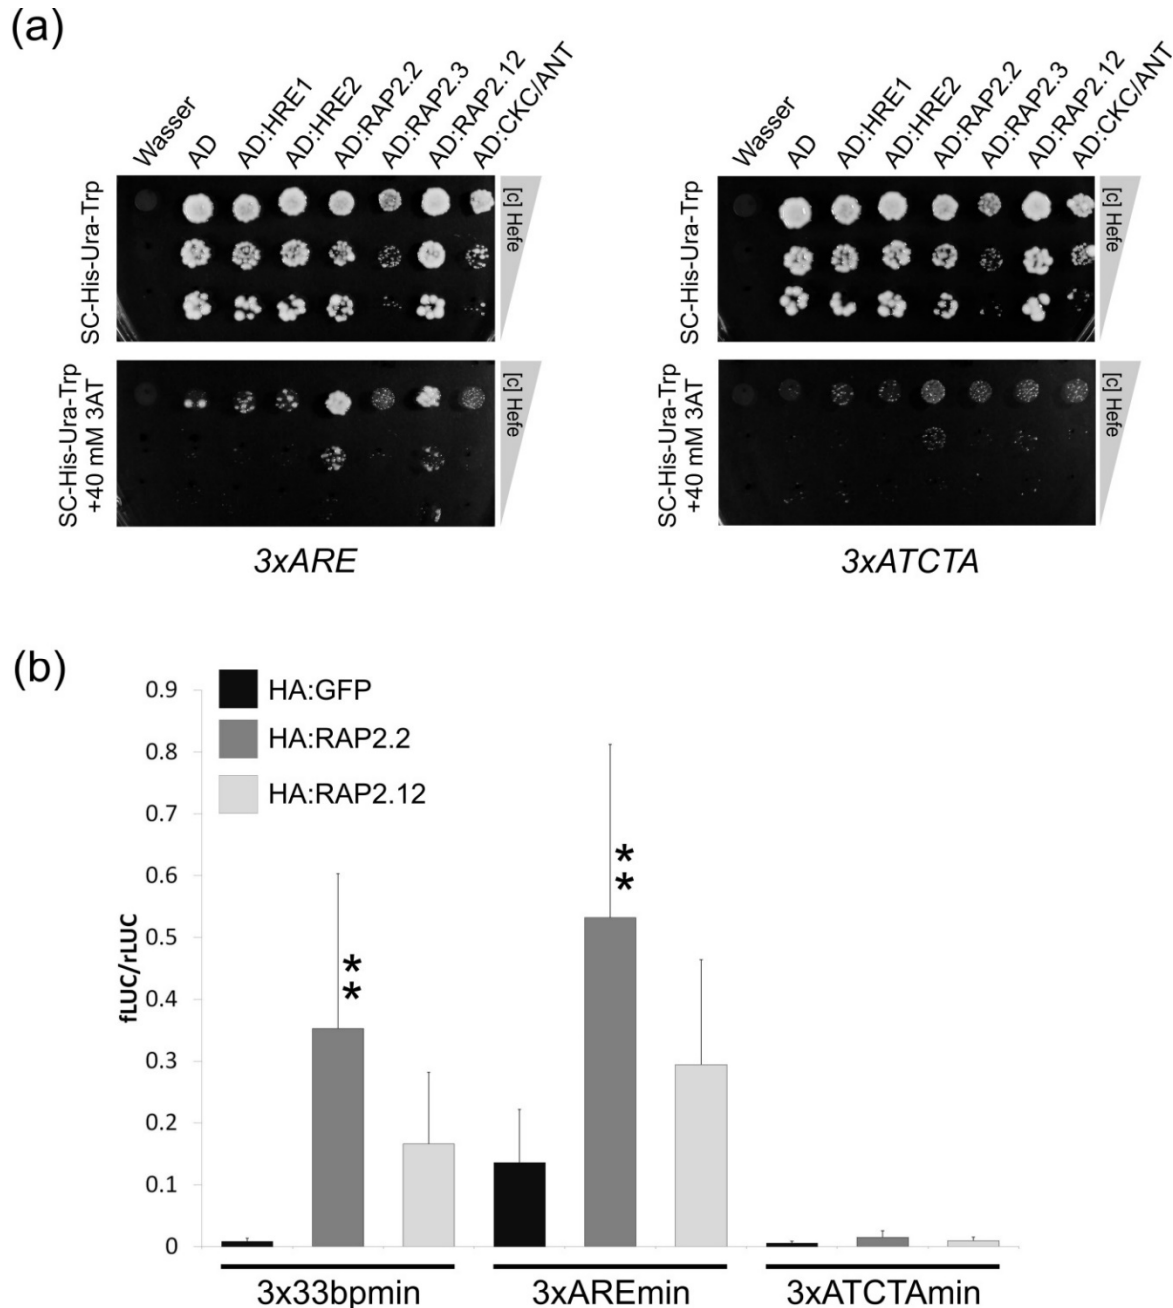 (a)
Wasser AD AD:HRE1 AD:HRE2 AD:RAP2.2 AD:RAP2.3 AD:RAP2.12 AD:CKC/ANT
SC-His-Ura-Trp
[c] Hefe
SC-His-Ura-Trp
+40 mM 3AT
[c] Hefe
3xARE
Wasser AD AD:HRE1 AD:HRE2 AD:RAP2.2 AD:RAP2.3 AD:RAP2.12 AD:CKC/ANT
SC-His-Ura-Trp
[c] Hefe
SC-His-Ura-Trp
+40 mM 3AT
[c] Hefe
3xATCTA
(b)
HA:GFP
HA:RAP2.2
HA:RAP2.12
fLUC/rLUC
0.9
0.8
0.7
0.6
0.5
0.4
0.3
0.2
0.1
0
**
**
3x33bpmin 3xAREmin 3xATCTAmin